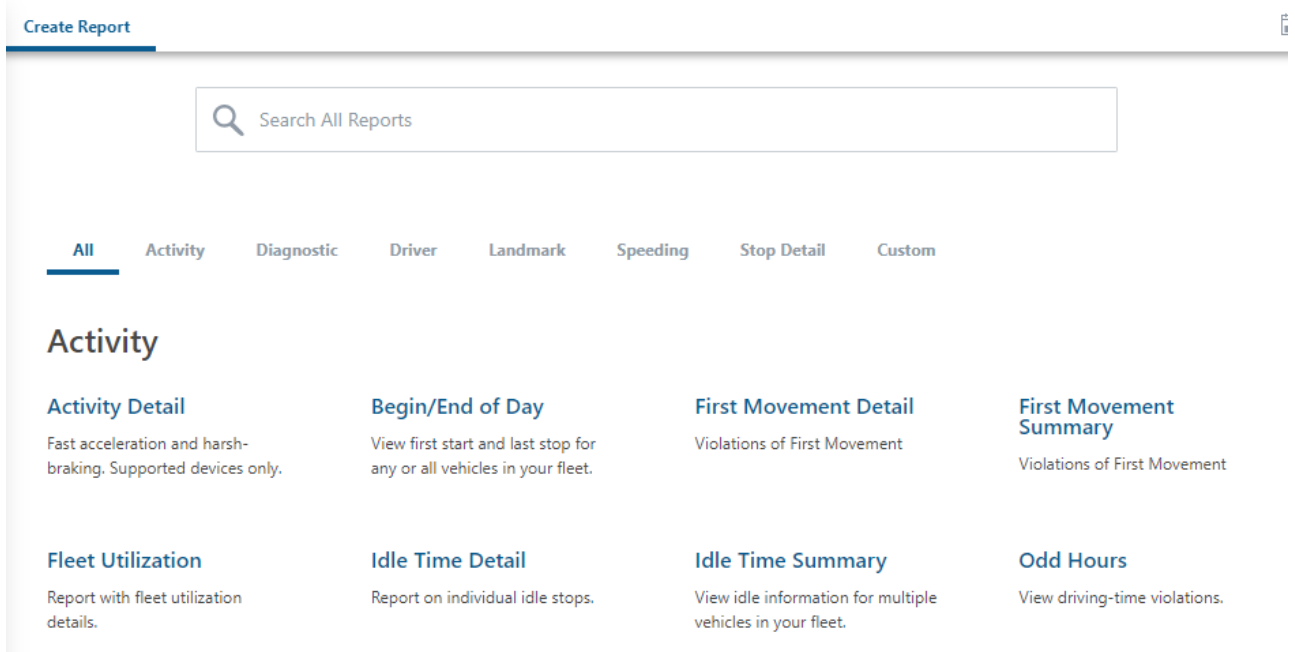 Create Report
Search All Reports
All Activity Diagnostic Driver Landmark Speeding Stop Detail Custom
Activity
Activity Detail
Fast acceleration and harsh-
braking. Supported devices only.
Begin/End of Day
View first start and last stop for
any or all vehicles in your fleet.
First Movement Detail
Violations of First Movement
First Movement
Summary
Violations of First Movement
Fleet Utilization
Report with fleet utilization
details.
Idle Time Detail
Report on individual idle stops.
Idle Time Summary
View idle information for multiple
vehicles in your fleet.
Odd Hours
View driving-time violations.